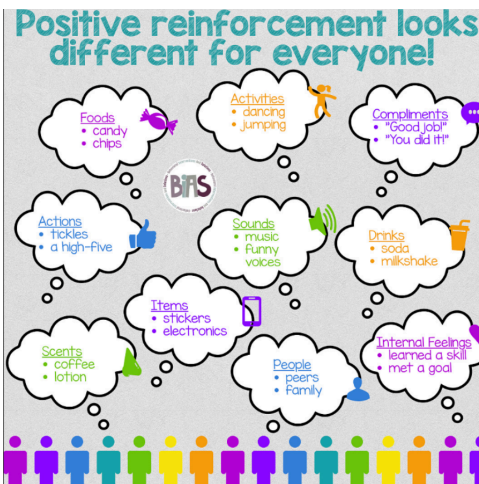 Positive reinforcement looks
different for everyone!
Foods
• candy
• chips
Activities
• dancing
• jumping
Compliments
• "Good job!"
• "You did it!"
BIAS
Actions
• tickles
• a high-five
Sounds
• music
• funny
voices
Drinks
• soda
• milkshake
Items
• stickers
• electronics
Scents
• coffee
• lotion
People
• peers
• family
Internal Feelings
• learned a skill
• met a goal